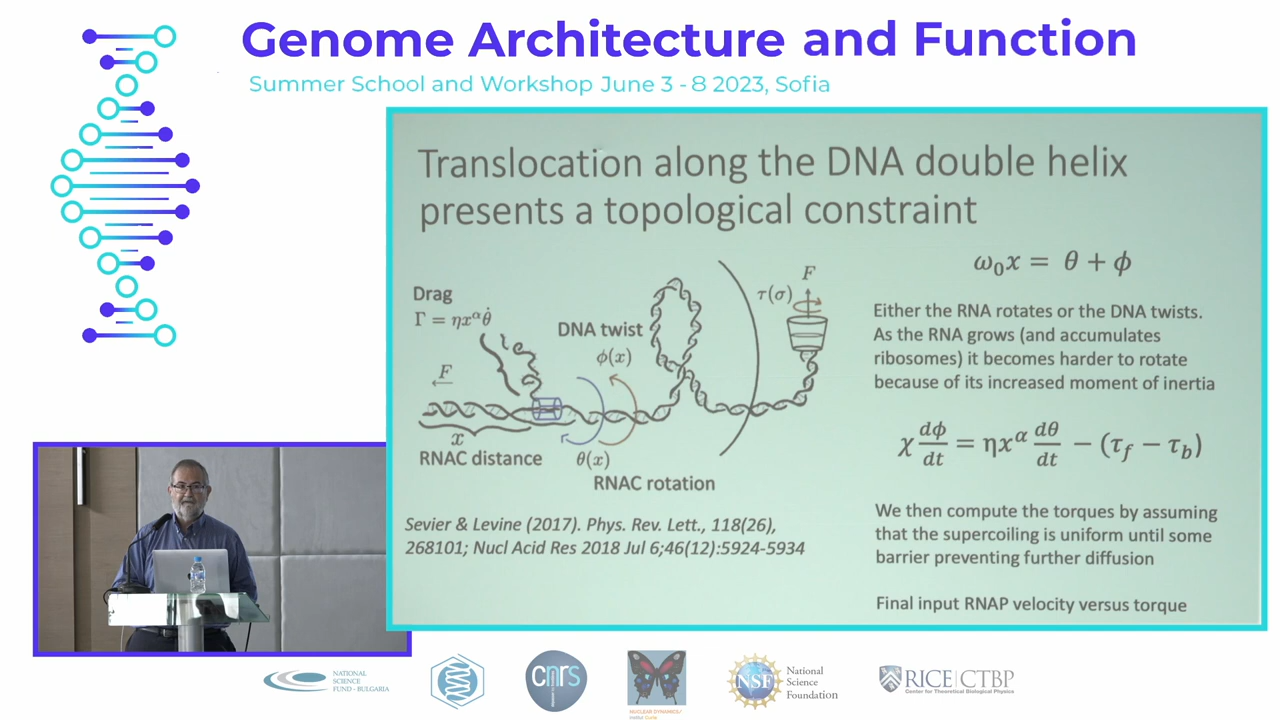 Genome Architecture and Function
Summer School and Workshop June 3 - 8 2023, Sofia
Translocation along the DNA double helix
presents a topological constraint
ω₀x = θ + ϕ
Drag
Γ = ηx^α θ̇
F
DNA twist
ϕ(x)
τ(σ)
F
x
RNAC distance
θ(x)
RNAC rotation
Either the RNA rotates or the DNA twists.
As the RNA grows (and accumulates
ribosomes) it becomes harder to rotate
because of its increased moment of inertia
χ dϕ/dt = ηx^α dθ/dt − (τ_f − τ_b)
Sevier & Levine (2017). Phys. Rev. Lett., 118(26),
268101; Nucl Acid Res 2018 Jul 6;46(12):5924-5934
We then compute the torques by assuming
that the supercoiling is uniform until some
barrier preventing further diffusion
Final input RNAP velocity versus torque
NATIONAL
SCIENCE
FUND - BULGARIA
cnrs
NUCLEAR DYNAMICS/
Institut Curie
NSF
National
Science
Foundation
RICE | CTBP
Center for Theoretical Biological Physics